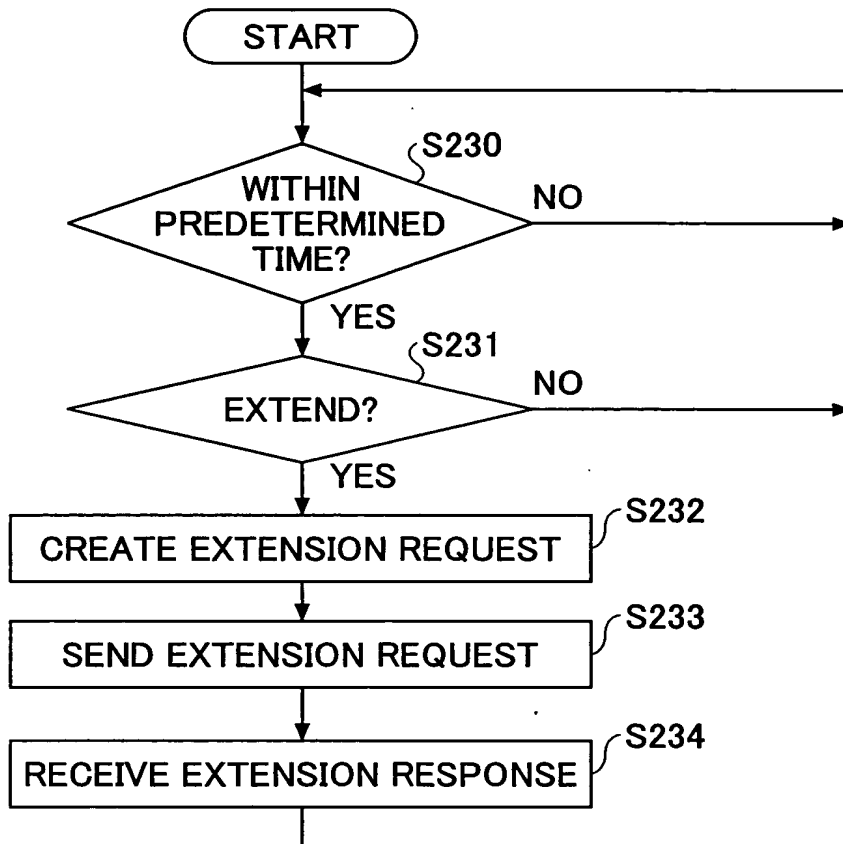 START
S230
WITHIN
PREDETERMINED
TIME?
NO
YES
S231
EXTEND?
NO
YES
S232
CREATE EXTENSION REQUEST
S233
SEND EXTENSION REQUEST
S234
RECEIVE EXTENSION RESPONSE